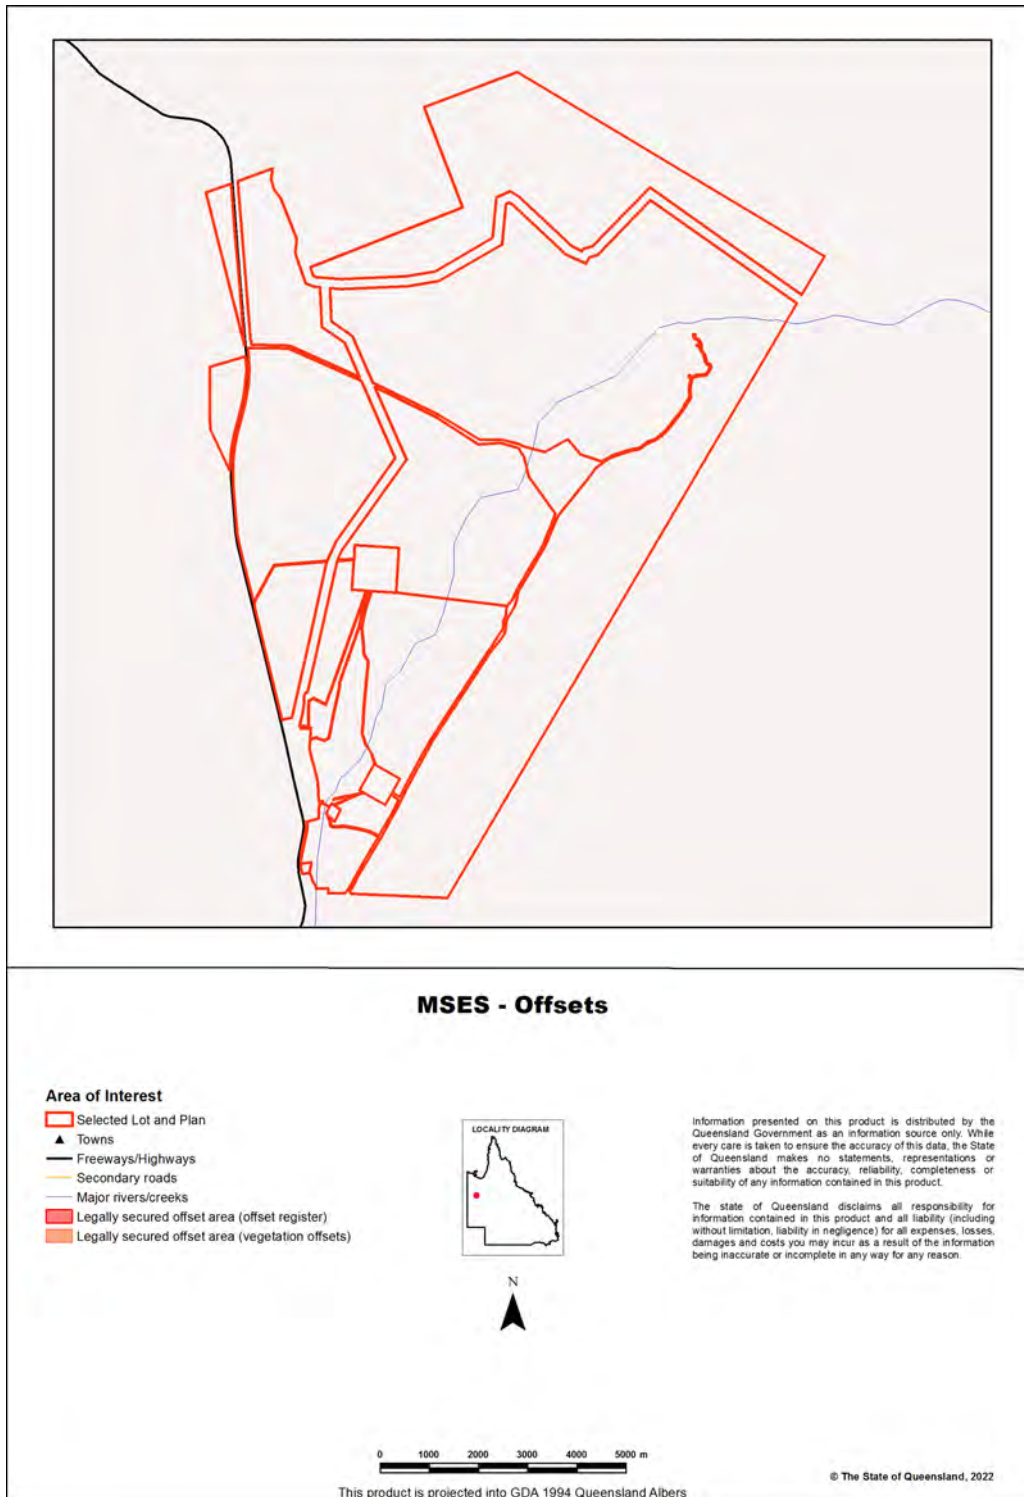 MSES - Offsets
Area of Interest
Selected Lot and Plan
Towns
Freeways/Highways
Secondary roads
Major rivers/creeks
Legally secured offset area (offset register)
Legally secured offset area (vegetation offsets)
LOCALITY DIAGRAM
N
Information presented on this product is distributed by the
Queensland Government as an information source only. While
every care is taken to ensure the accuracy of this data, the State
of Queensland makes no statements, representations or
warranties about the accuracy, reliability, completeness or
suitability of any information contained in this product.
The state of Queensland disclaims all responsibility for
information contained in this product and all liability (including
without limitation, liability in negligence) for all expenses, losses,
damages and costs you may incur as a result of the information
being inaccurate or incomplete in any way for any reason.
0 1000 2000 3000 4000 5000 m
This product is projected into GDA 1994 Queensland Albers
© The State of Queensland, 2022